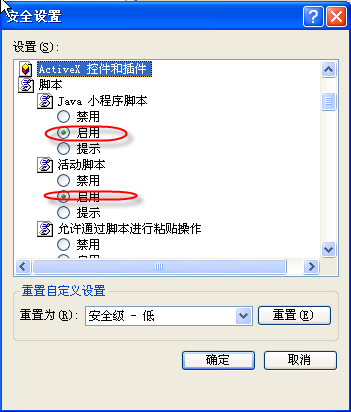 安全设置
设置(S):
ActiveX 控件和插件
脚本
Java 小程序脚本
禁用
启用
提示
活动脚本
禁用
启用
提示
允许通过脚本进行粘贴操作
禁用
重置自定义设置
重置为(R): 安全级 - 低 重置(E)
确定 取消